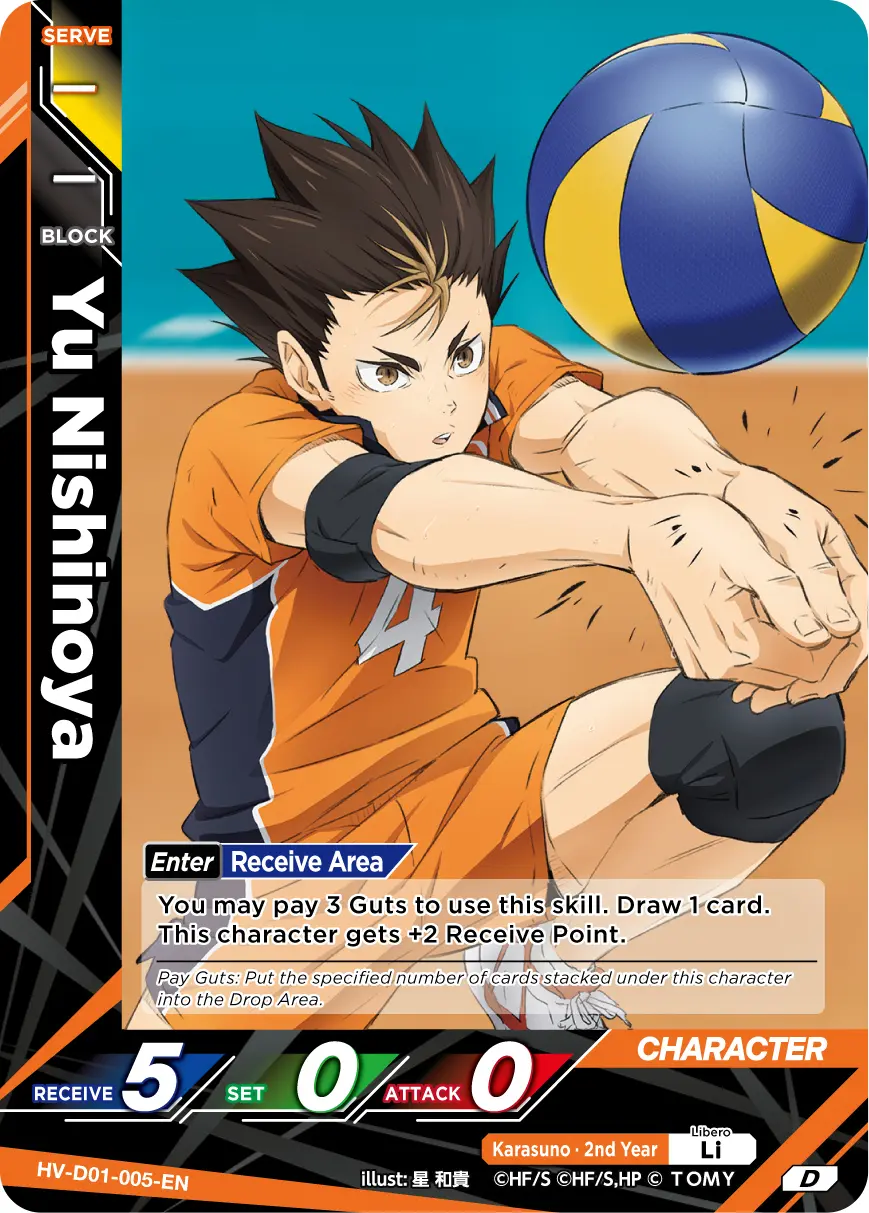 SERVE
–
–
BLOCK
Yu Nishinoya
4
Enter Receive Area
You may pay 3 Guts to use this skill. Draw 1 card.
This character gets +2 Receive Point.
Pay Guts: Put the specified number of cards stacked under this character
into the Drop Area.
CHARACTER
RECEIVE 5 SET 0 ATTACK 0
Libero
Karasuno · 2nd Year Li
HV-D01-005-EN illust: 星 和貴 ©HF/S ©HF/S,HP © TOMY D